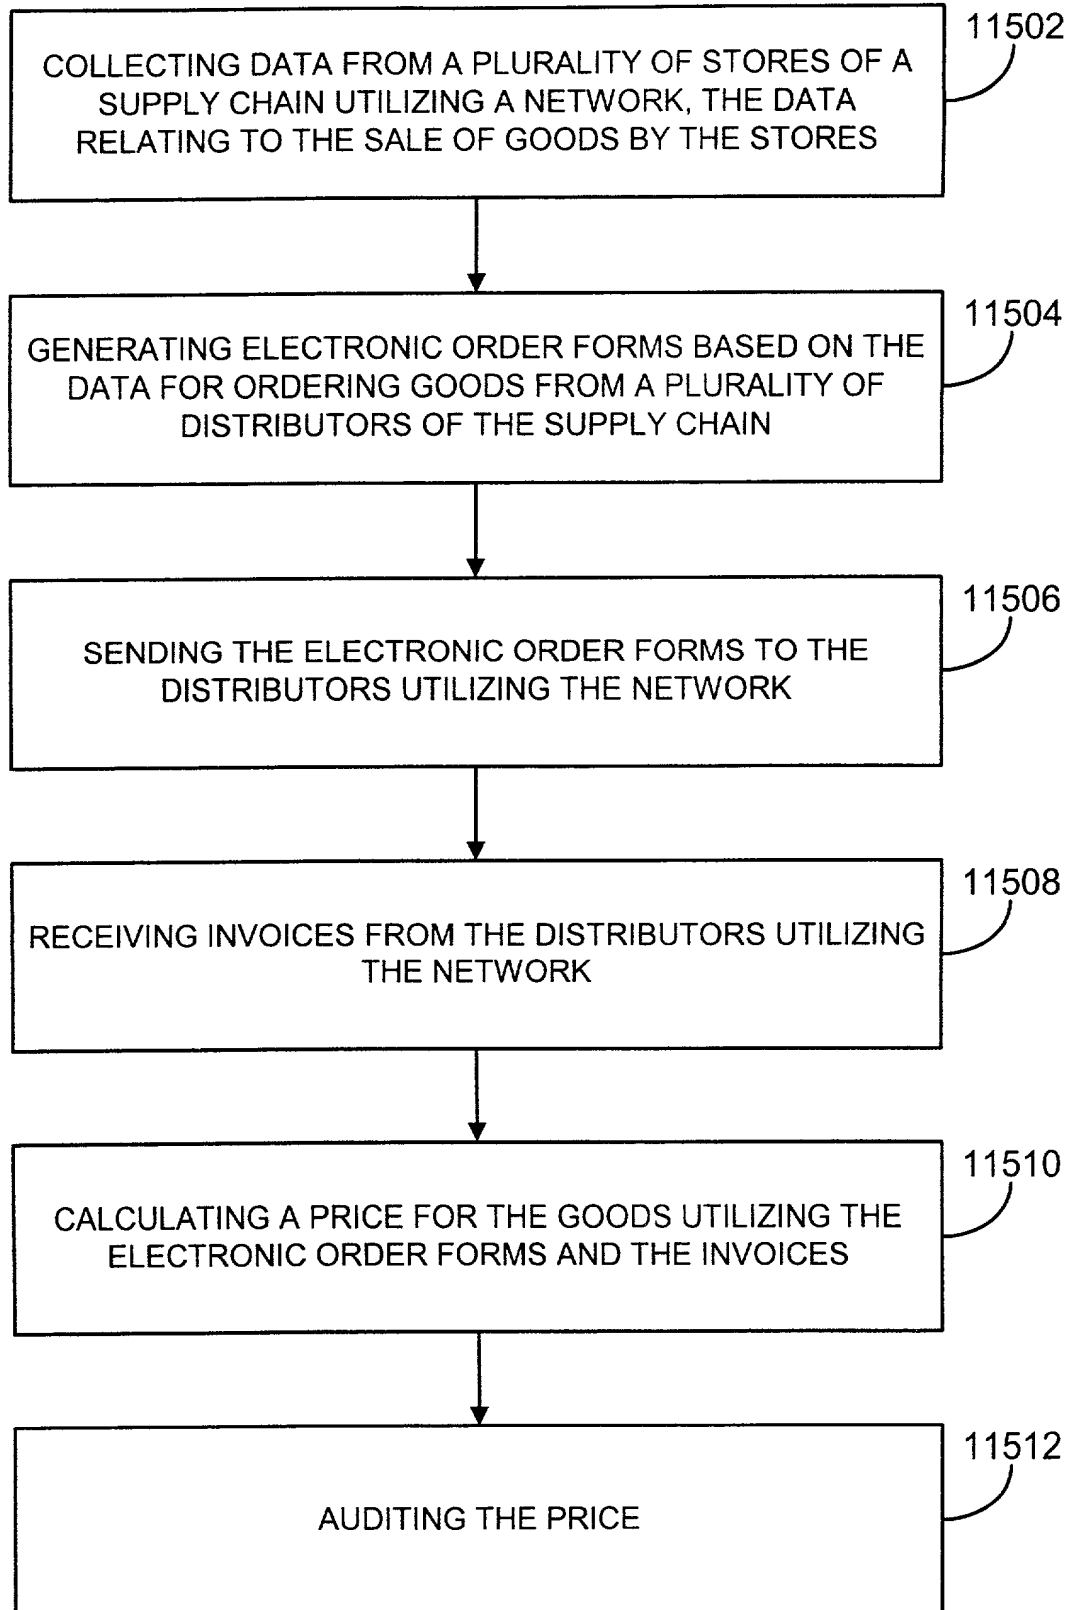 11502
COLLECTING DATA FROM A PLURALITY OF STORES OF A
SUPPLY CHAIN UTILIZING A NETWORK, THE DATA
RELATING TO THE SALE OF GOODS BY THE STORES
11504
GENERATING ELECTRONIC ORDER FORMS BASED ON THE
DATA FOR ORDERING GOODS FROM A PLURALITY OF
DISTRIBUTORS OF THE SUPPLY CHAIN
11506
SENDING THE ELECTRONIC ORDER FORMS TO THE
DISTRIBUTORS UTILIZING THE NETWORK
11508
RECEIVING INVOICES FROM THE DISTRIBUTORS UTILIZING
THE NETWORK
11510
CALCULATING A PRICE FOR THE GOODS UTILIZING THE
ELECTRONIC ORDER FORMS AND THE INVOICES
11512
AUDITING THE PRICE